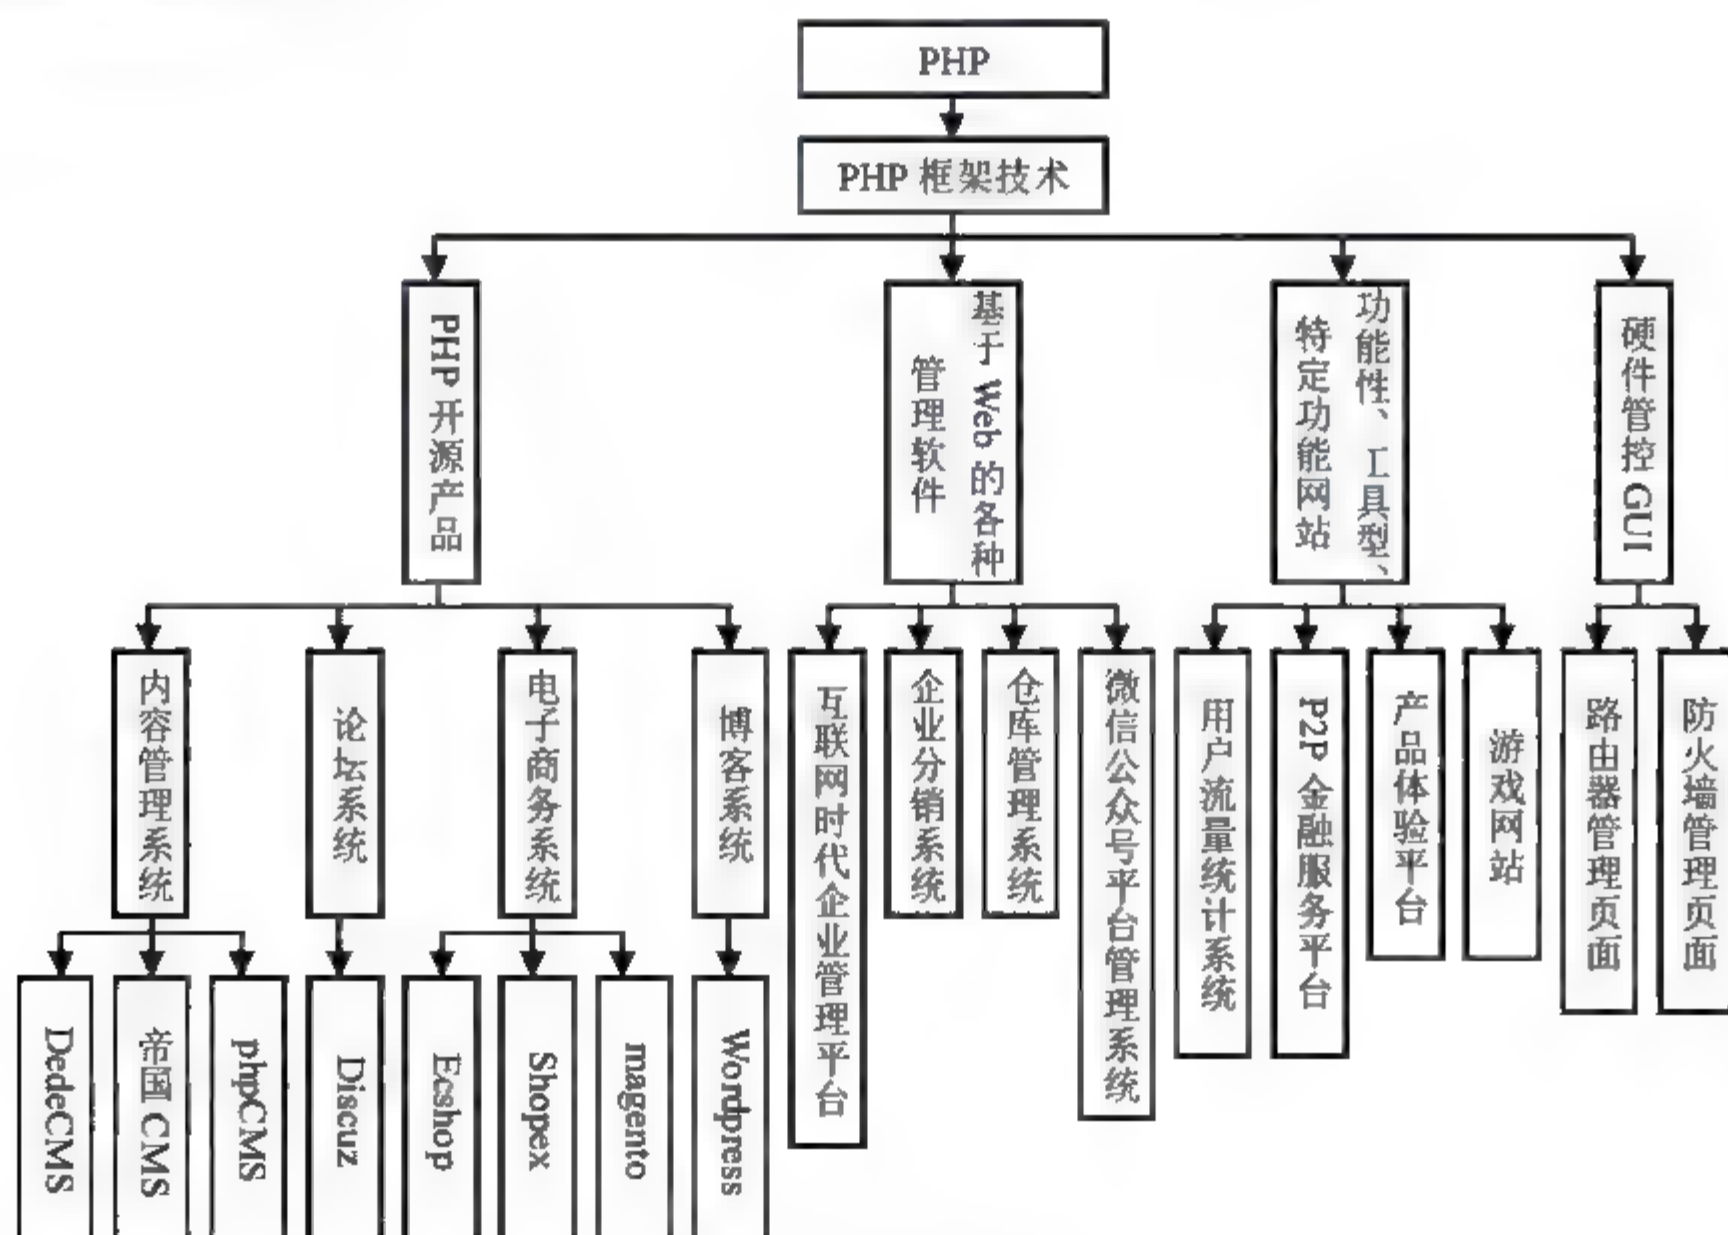 PHP
PHP 框架技术
PHP 开源产品
基于 Web 的各种
管理软件
功能性、工具型、
特定功能网站
硬件管控 GUI
内容管理系统
论坛系统
电子商务系统
博客系统
互联网时代企业管理平台
企业分销系统
仓库管理系统
微信公众号平台管理系统
用户流量统计系统
P2P 金融服务平台
产品体验平台
游戏网站
路由器管理页面
防火墙管理页面
DedeCMS
帝国 CMS
phpCMS
Discuz
Ecshop
Shopex
magento
Wordpress